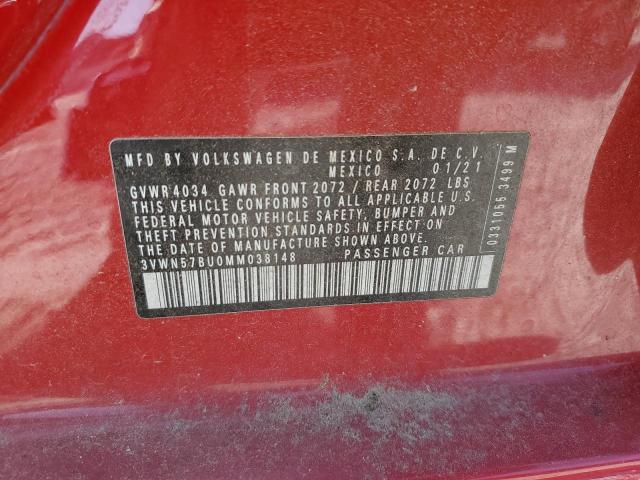 MFD BY VOLKSWAGEN DE MEXICO S.A. DE C.V.
MEXICO 01/21
GVWR 4034 GAWR FRONT 2072 / REAR 2072 LBS
THIS VEHICLE CONFORMS TO ALL APPLICABLE U.S.
FEDERAL MOTOR VEHICLE SAFETY, BUMPER AND
THEFT PREVENTION STANDARDS IN EFFECT ON
THE DATE OF MANUFACTURE SHOWN ABOVE.
3VWN57BU0MM038148 PASSENGER CAR
0331055 3499 M